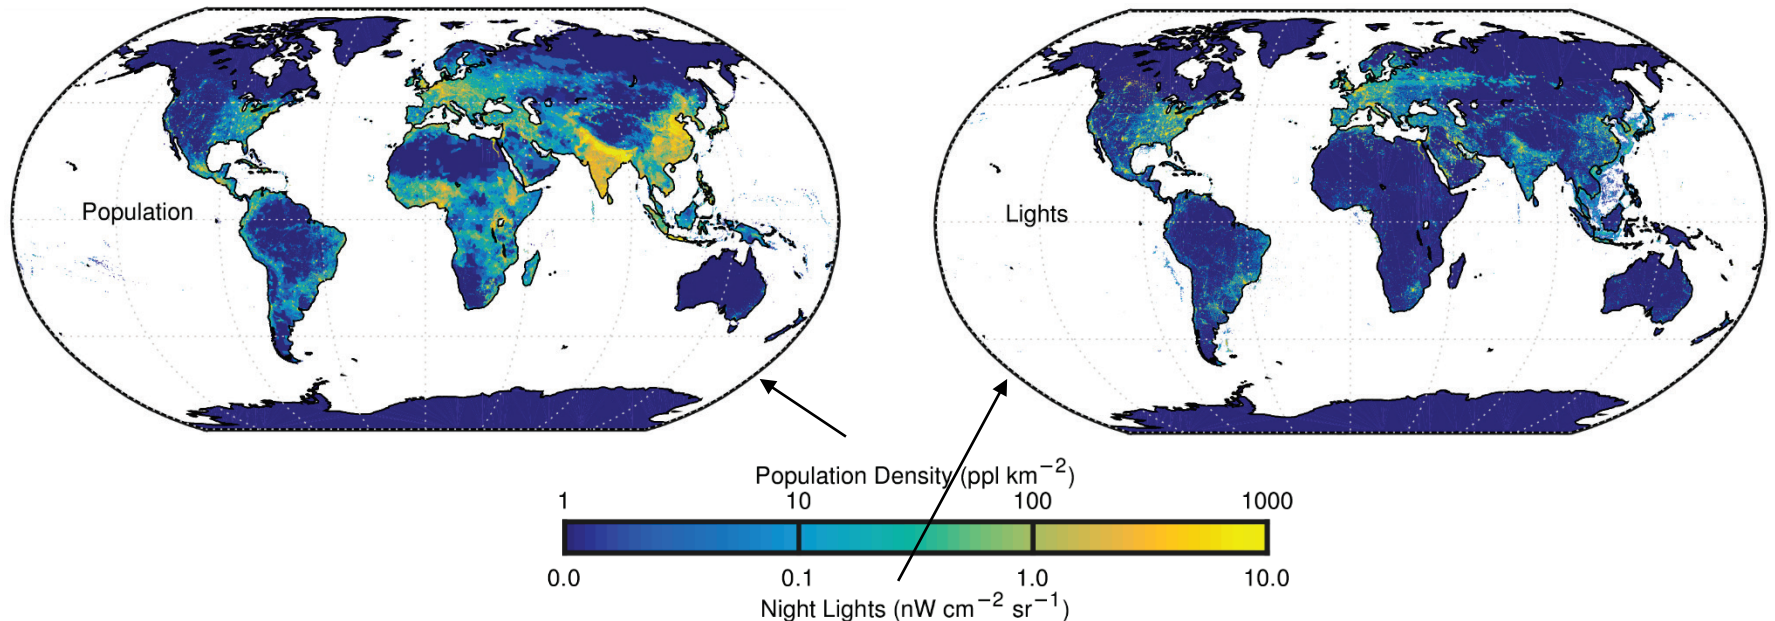 Population
Lights
Population Density (ppl km⁻²)
1 10 100 1000
0.0 0.1 1.0 10.0
Night Lights (nW cm⁻² sr⁻¹)